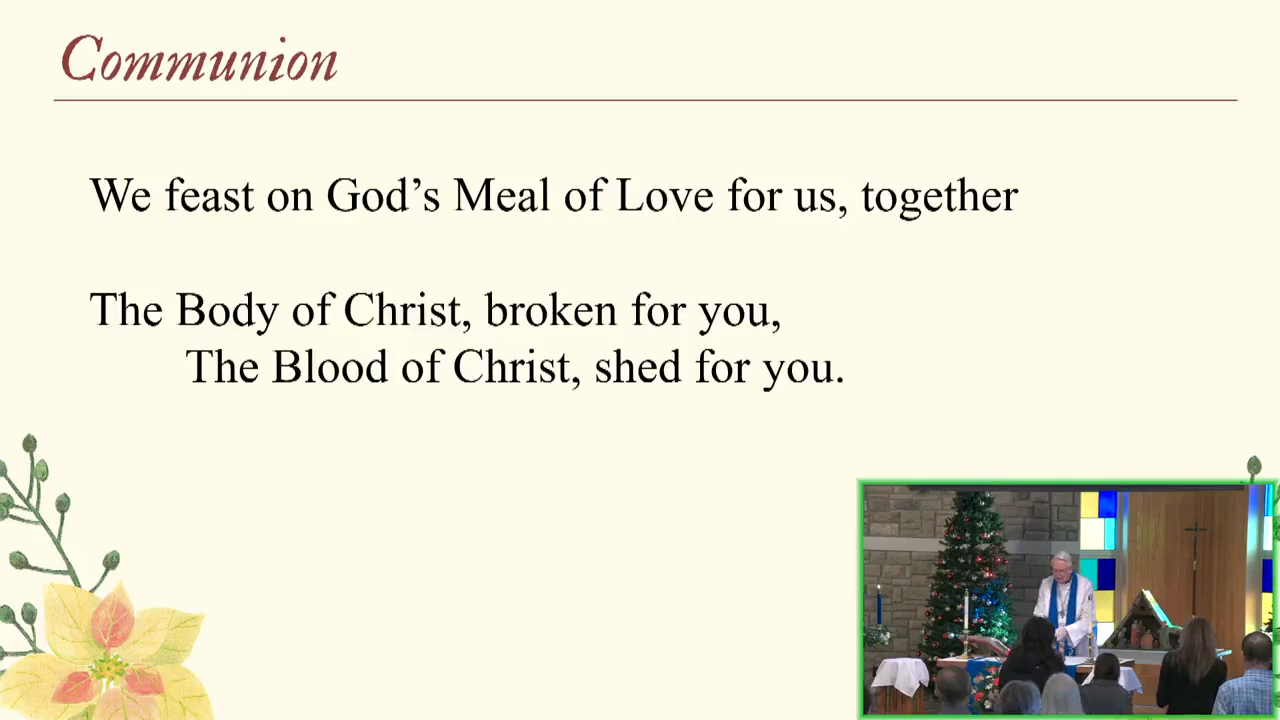 Communion
We feast on God’s Meal of Love for us, together
The Body of Christ, broken for you,
The Blood of Christ, shed for you.